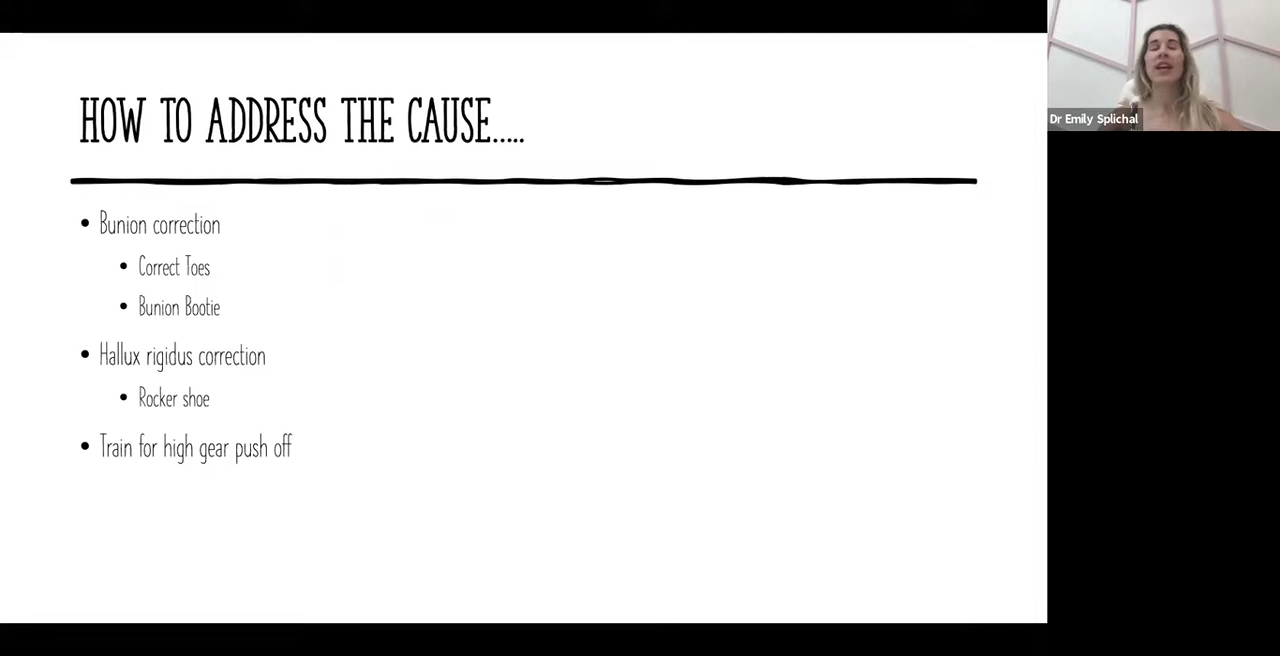 HOW TO ADDRESS THE CAUSE.....
• Bunion correction
• Correct Toes
• Bunion Bootie
• Hallux rigidus correction
• Rocker shoe
• Train for high gear push off
Dr Emily Splichal